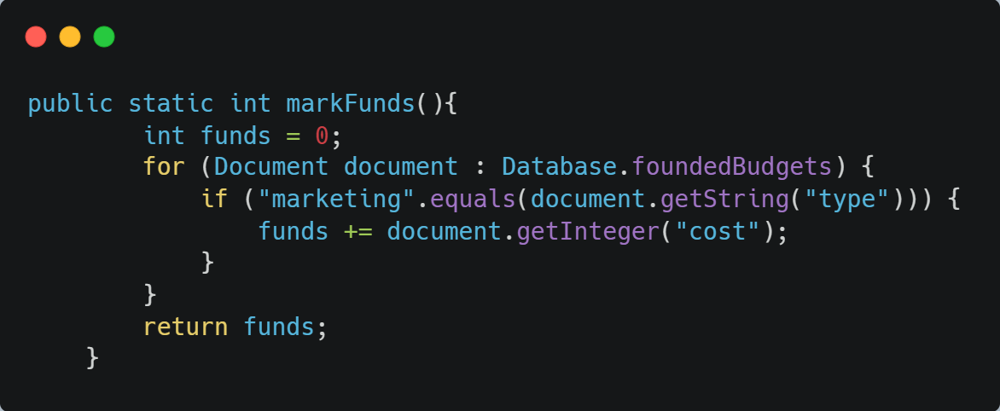 public static int markFunds(){
        int funds = 0;
        for (Document document : Database.foundedBudgets) {
            if ("marketing".equals(document.getString("type"))) {
                funds += document.getInteger("cost");
            }
        }
        return funds;
    }